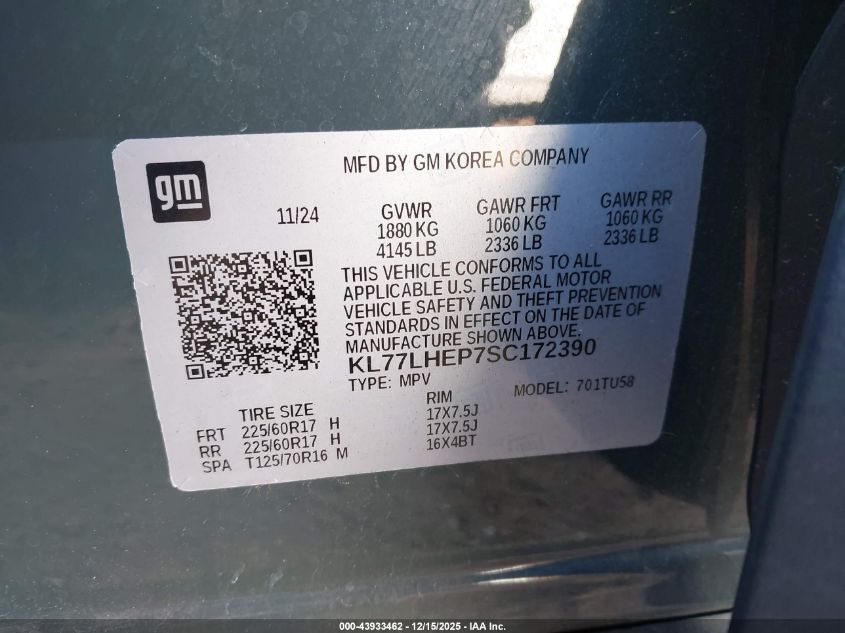 gm
MFD BY GM KOREA COMPANY
11/24
GVWR GAWR FRT GAWR RR
1880 KG 1060 KG 1060 KG
4145 LB 2336 LB 2336 LB
THIS VEHICLE CONFORMS TO ALL
APPLICABLE U.S. FEDERAL MOTOR
VEHICLE SAFETY AND THEFT PREVENTION
STANDARDS IN EFFECT ON THE DATE OF
MANUFACTURE SHOWN ABOVE.
KL77LHEP7SC172390
TYPE: MPV MODEL: 701TU58
TIRE SIZE RIM
FRT 225/60R17 H 17X7.5J
RR 225/60R17 H 17X7.5J
SPA T125/70R16 M 16X4BT
000-43933462 - 12/15/2025 - IAA Inc.